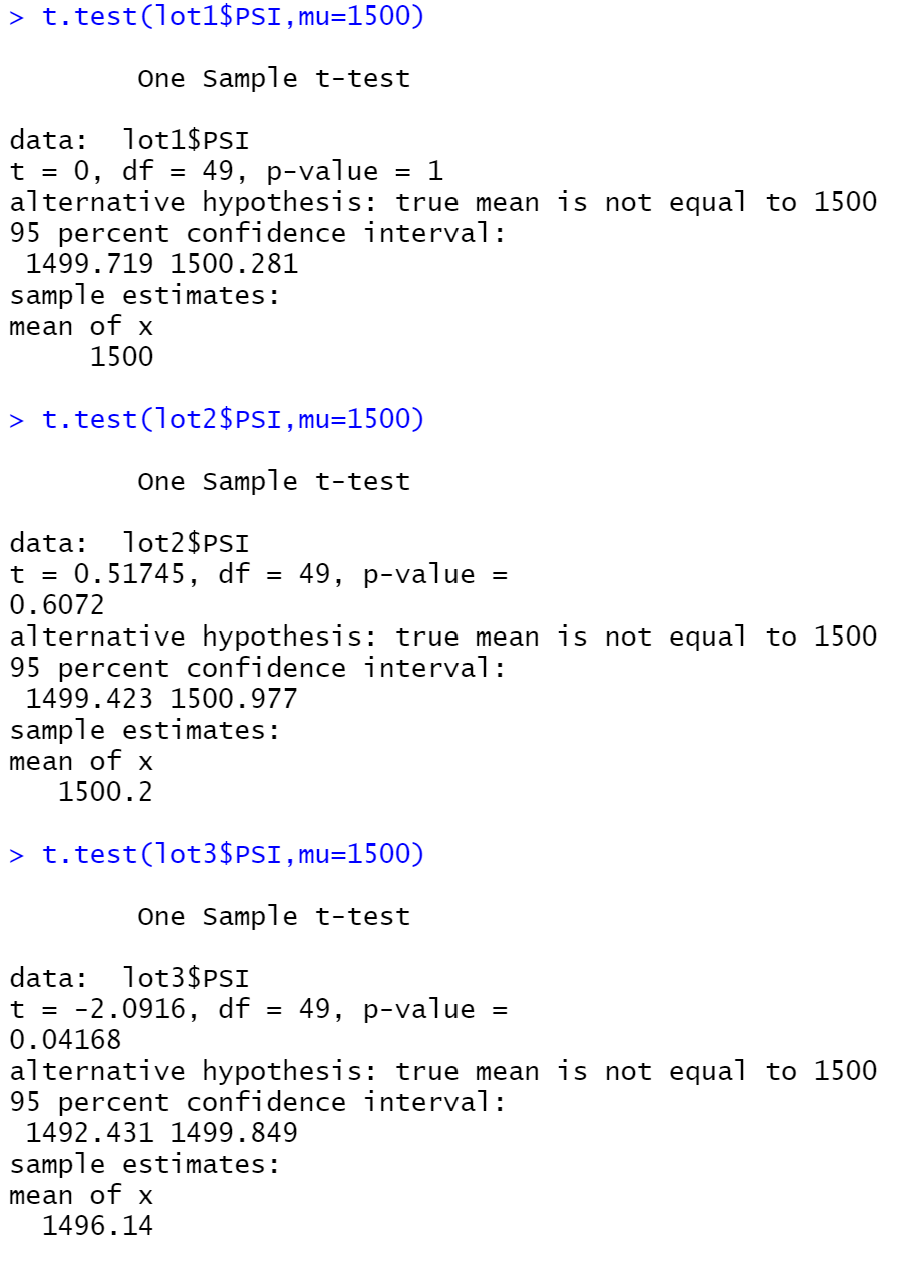 > t.test(lot1$PSI,mu=1500)
One Sample t-test
data:  lot1$PSI
t = 0, df = 49, p-value = 1
alternative hypothesis: true mean is not equal to 1500
95 percent confidence interval:
1499.719 1500.281
sample estimates:
mean of x
1500
> t.test(lot2$PSI,mu=1500)
One Sample t-test
data:  lot2$PSI
t = 0.51745, df = 49, p-value =
0.6072
alternative hypothesis: true mean is not equal to 1500
95 percent confidence interval:
1499.423 1500.977
sample estimates:
mean of x
1500.2
> t.test(lot3$PSI,mu=1500)
One Sample t-test
data:  lot3$PSI
t = -2.0916, df = 49, p-value =
0.04168
alternative hypothesis: true mean is not equal to 1500
95 percent confidence interval:
1492.431 1499.849
sample estimates:
mean of x
1496.14